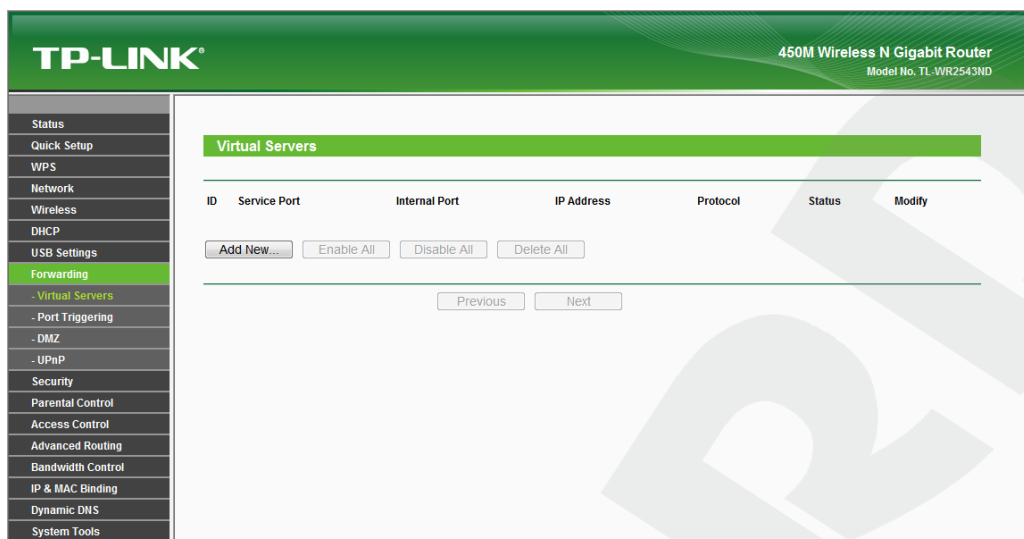 TP-LINK®
450M Wireless N Gigabit Router
Model No. TL-WR2543ND
Status
Quick Setup
WPS
Network
Wireless
DHCP
USB Settings
Forwarding
- Virtual Servers
- Port Triggering
- DMZ
- UPnP
Security
Parental Control
Access Control
Advanced Routing
Bandwidth Control
IP & MAC Binding
Dynamic DNS
System Tools
Virtual Servers
ID Service Port Internal Port IP Address Protocol Status Modify
Add New... Enable All Disable All Delete All
Previous Next